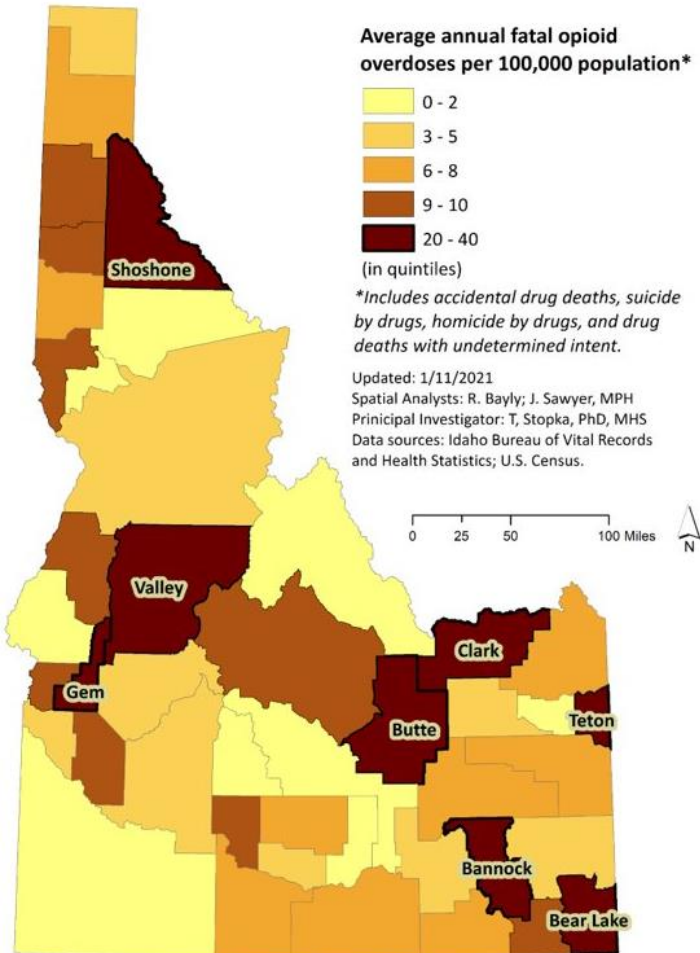 Average annual fatal opioid
overdoses per 100,000 population*
0 - 2
3 - 5
6 - 8
9 - 10
20 - 40
(in quintiles)
*Includes accidental drug deaths, suicide
by drugs, homicide by drugs, and drug
deaths with undetermined intent.
Updated: 1/11/2021
Spatial Analysts: R. Bayly; J. Sawyer, MPH
Prinicipal Investigator: T, Stopka, PhD, MHS
Data sources: Idaho Bureau of Vital Records
and Health Statistics; U.S. Census.
0 25 50 100 Miles
N
Shoshone
Valley
Clark
Gem
Teton
Butte
Bannock
Bear Lake